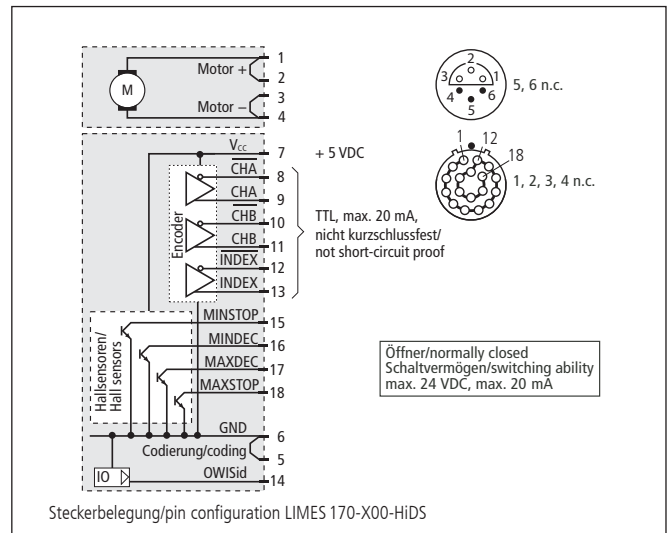 Motor +
1
2
M
Motor –
3
4
Vcc
7
+ 5 VDC
Encoder
CHA
8
CHA
9
CHB
10
CHB
11
INDEX
12
INDEX
13
TTL, max. 20 mA,
nicht kurzschlussfest/
not short-circuit proof
Hallsensoren/
Hall sensors
MINSTOP
15
MINDEC
16
MAXDEC
17
MAXSTOP
18
GND
6
Codierung/coding
5
IO
OWISid
14
2
3
1
4
6
5
5, 6 n.c.
1
12
18
1, 2, 3, 4 n.c.
Öffner/normally closed
Schaltvermögen/switching ability
max. 24 VDC, max. 20 mA
Steckerbelegung/pin configuration LIMES 170-X00-HiDS